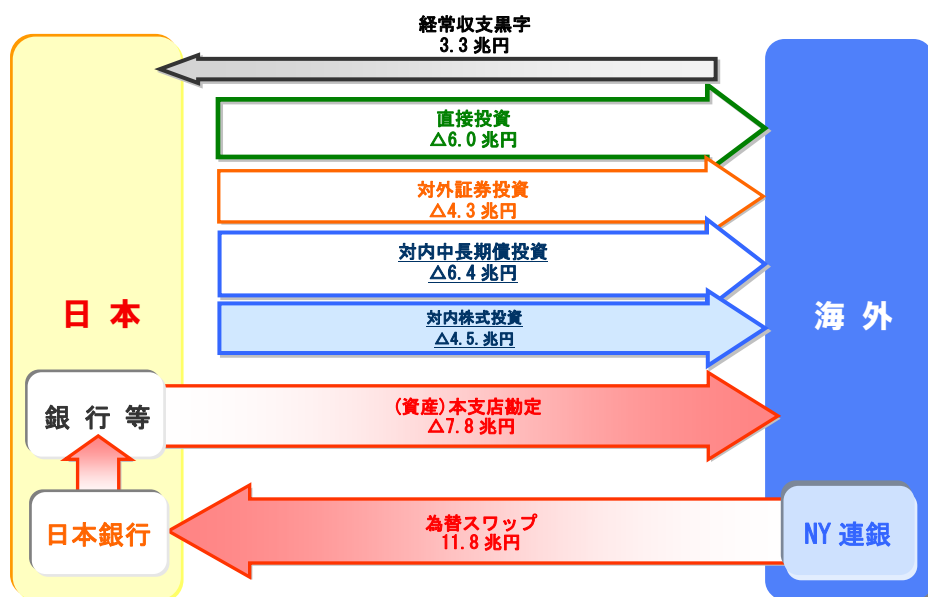 経常収支黒字
3.3兆円
直接投資
△6.0兆円
対外証券投資
△4.3兆円
対内中長期債投資
△6.4兆円
日本
海外
対内株式投資
△4.5.兆円
銀行等
(資産)本支店勘定
△7.8兆円
日本銀行
為替スワップ
11.8兆円
NY連銀